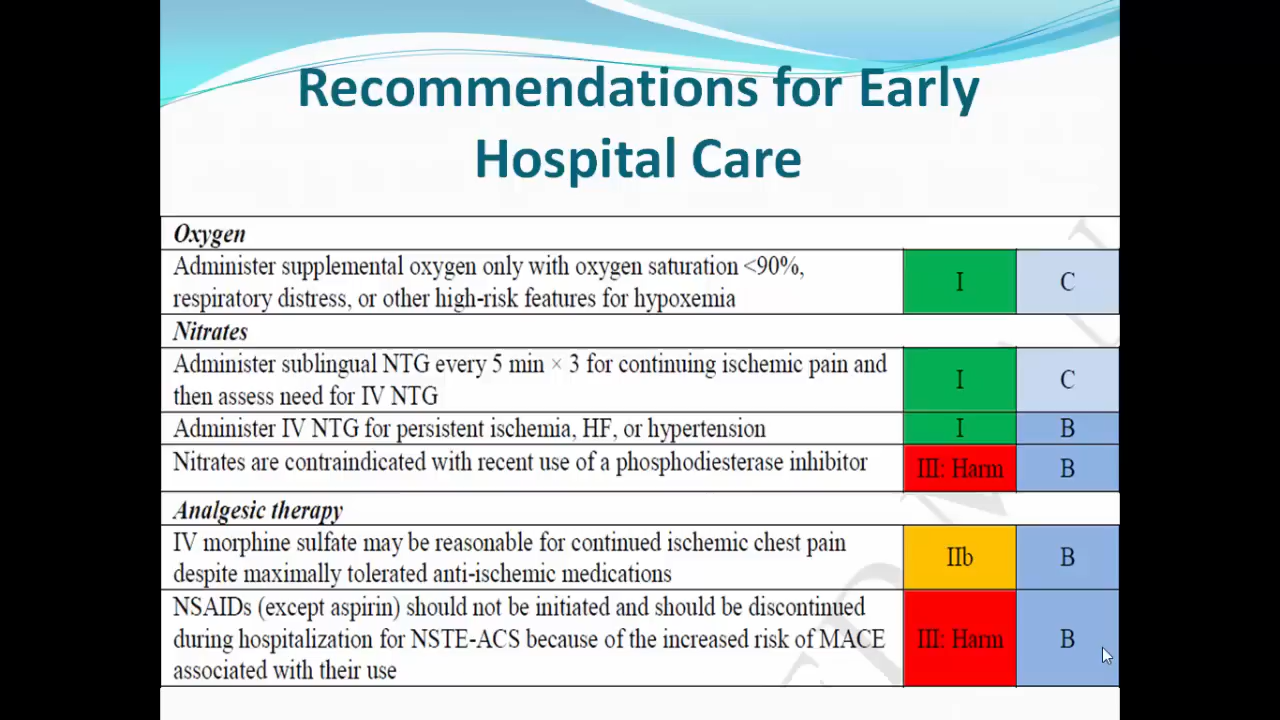 Recommendations for Early
Hospital Care
Oxygen
Administer supplemental oxygen only with oxygen saturation <90%,
respiratory distress, or other high-risk features for hypoxemia
I
C
Nitrates
Administer sublingual NTG every 5 min × 3 for continuing ischemic pain and
then assess need for IV NTG
I
C
Administer IV NTG for persistent ischemia, HF, or hypertension
I
B
Nitrates are contraindicated with recent use of a phosphodiesterase inhibitor
III: Harm
B
Analgesic therapy
IV morphine sulfate may be reasonable for continued ischemic chest pain
despite maximally tolerated anti-ischemic medications
IIb
B
NSAIDs (except aspirin) should not be initiated and should be discontinued
during hospitalization for NSTE-ACS because of the increased risk of MACE
associated with their use
III: Harm
B